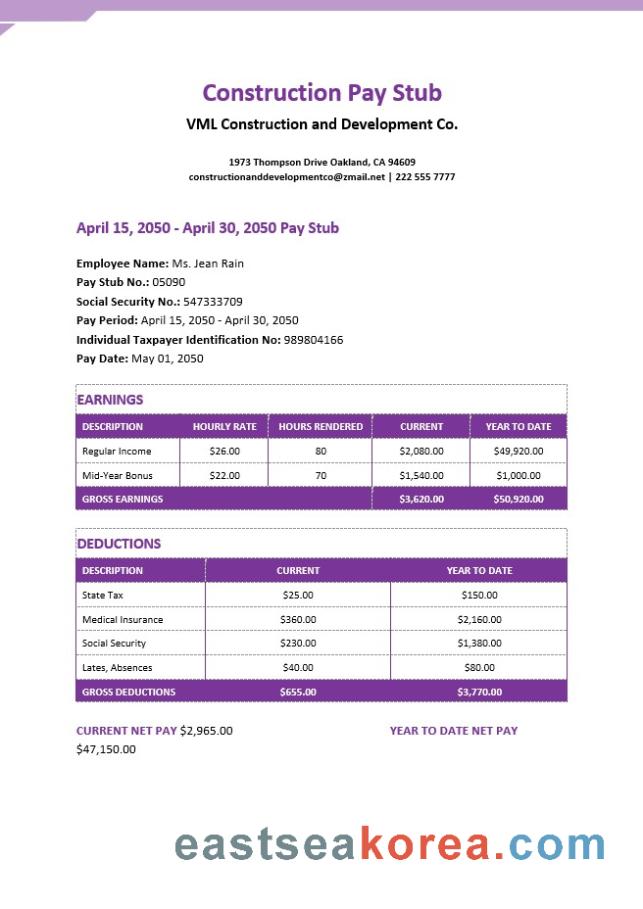 Construction Pay Stub
VML Construction and Development Co.
1973 Thompson Drive Oakland, CA 94609
constructionanddevelopmentco@zmail.net | 222 555 7777
April 15, 2050 - April 30, 2050 Pay Stub
Employee Name: Ms. Jean Rain
Pay Stub No.: 05090
Social Security No.: 547333709
Pay Period: April 15, 2050 - April 30, 2050
Individual Taxpayer Identification No: 989804166
Pay Date: May 01, 2050
EARNINGS
DESCRIPTION HOURLY RATE HOURS RENDERED CURRENT YEAR TO DATE
Regular Income $26.00 80 $2,080.00 $49,920.00
Mid-Year Bonus $22.00 70 $1,540.00 $1,000.00
GROSS EARNINGS $3,620.00 $50,920.00
DEDUCTIONS
DESCRIPTION CURRENT YEAR TO DATE
State Tax $25.00 $150.00
Medical Insurance $360.00 $2,160.00
Social Security $230.00 $1,380.00
Lates, Absences $40.00 $80.00
GROSS DEDUCTIONS $655.00 $3,770.00
CURRENT NET PAY $2,965.00 YEAR TO DATE NET PAY
$47,150.00
eastseakorea.com